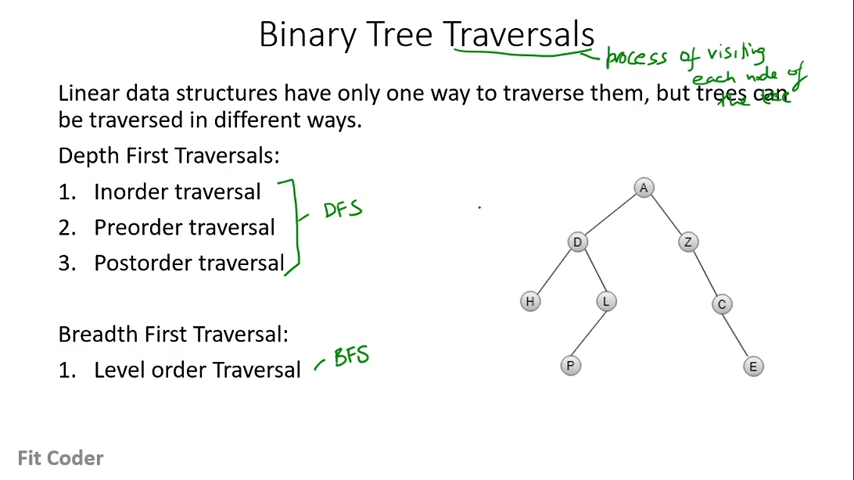 Binary Tree Traversals
process of visiting
each node of
the tree
Linear data structures have only one way to traverse them, but trees can
be traversed in different ways.
Depth First Traversals:
1. Inorder traversal
2. Preorder traversal
3. Postorder traversal
DFS
Breadth First Traversal:
1. Level order Traversal
BFS
A
D Z
H L C
P E
Fit Coder